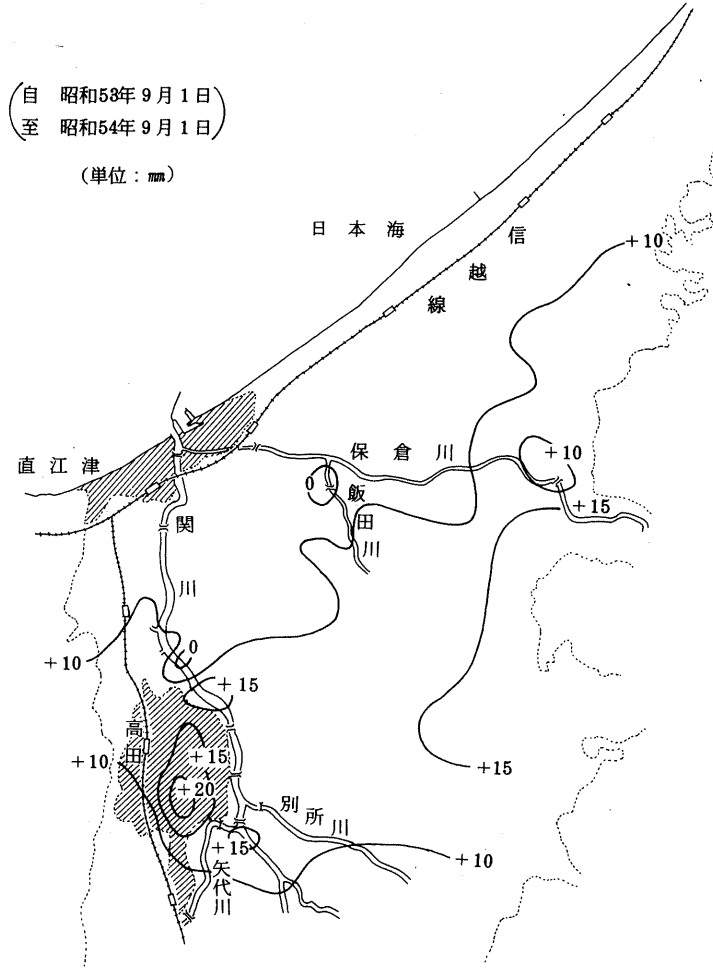 自 昭和53年9月1日
至 昭和54年9月1日
(単位:mm)
日本海
信越線
+10
直江津
保倉川
+10
0
飯田川
+15
関川
0
+10
+15
高田
+15
+10
+20
+15
別所川
+15
+10
矢代川